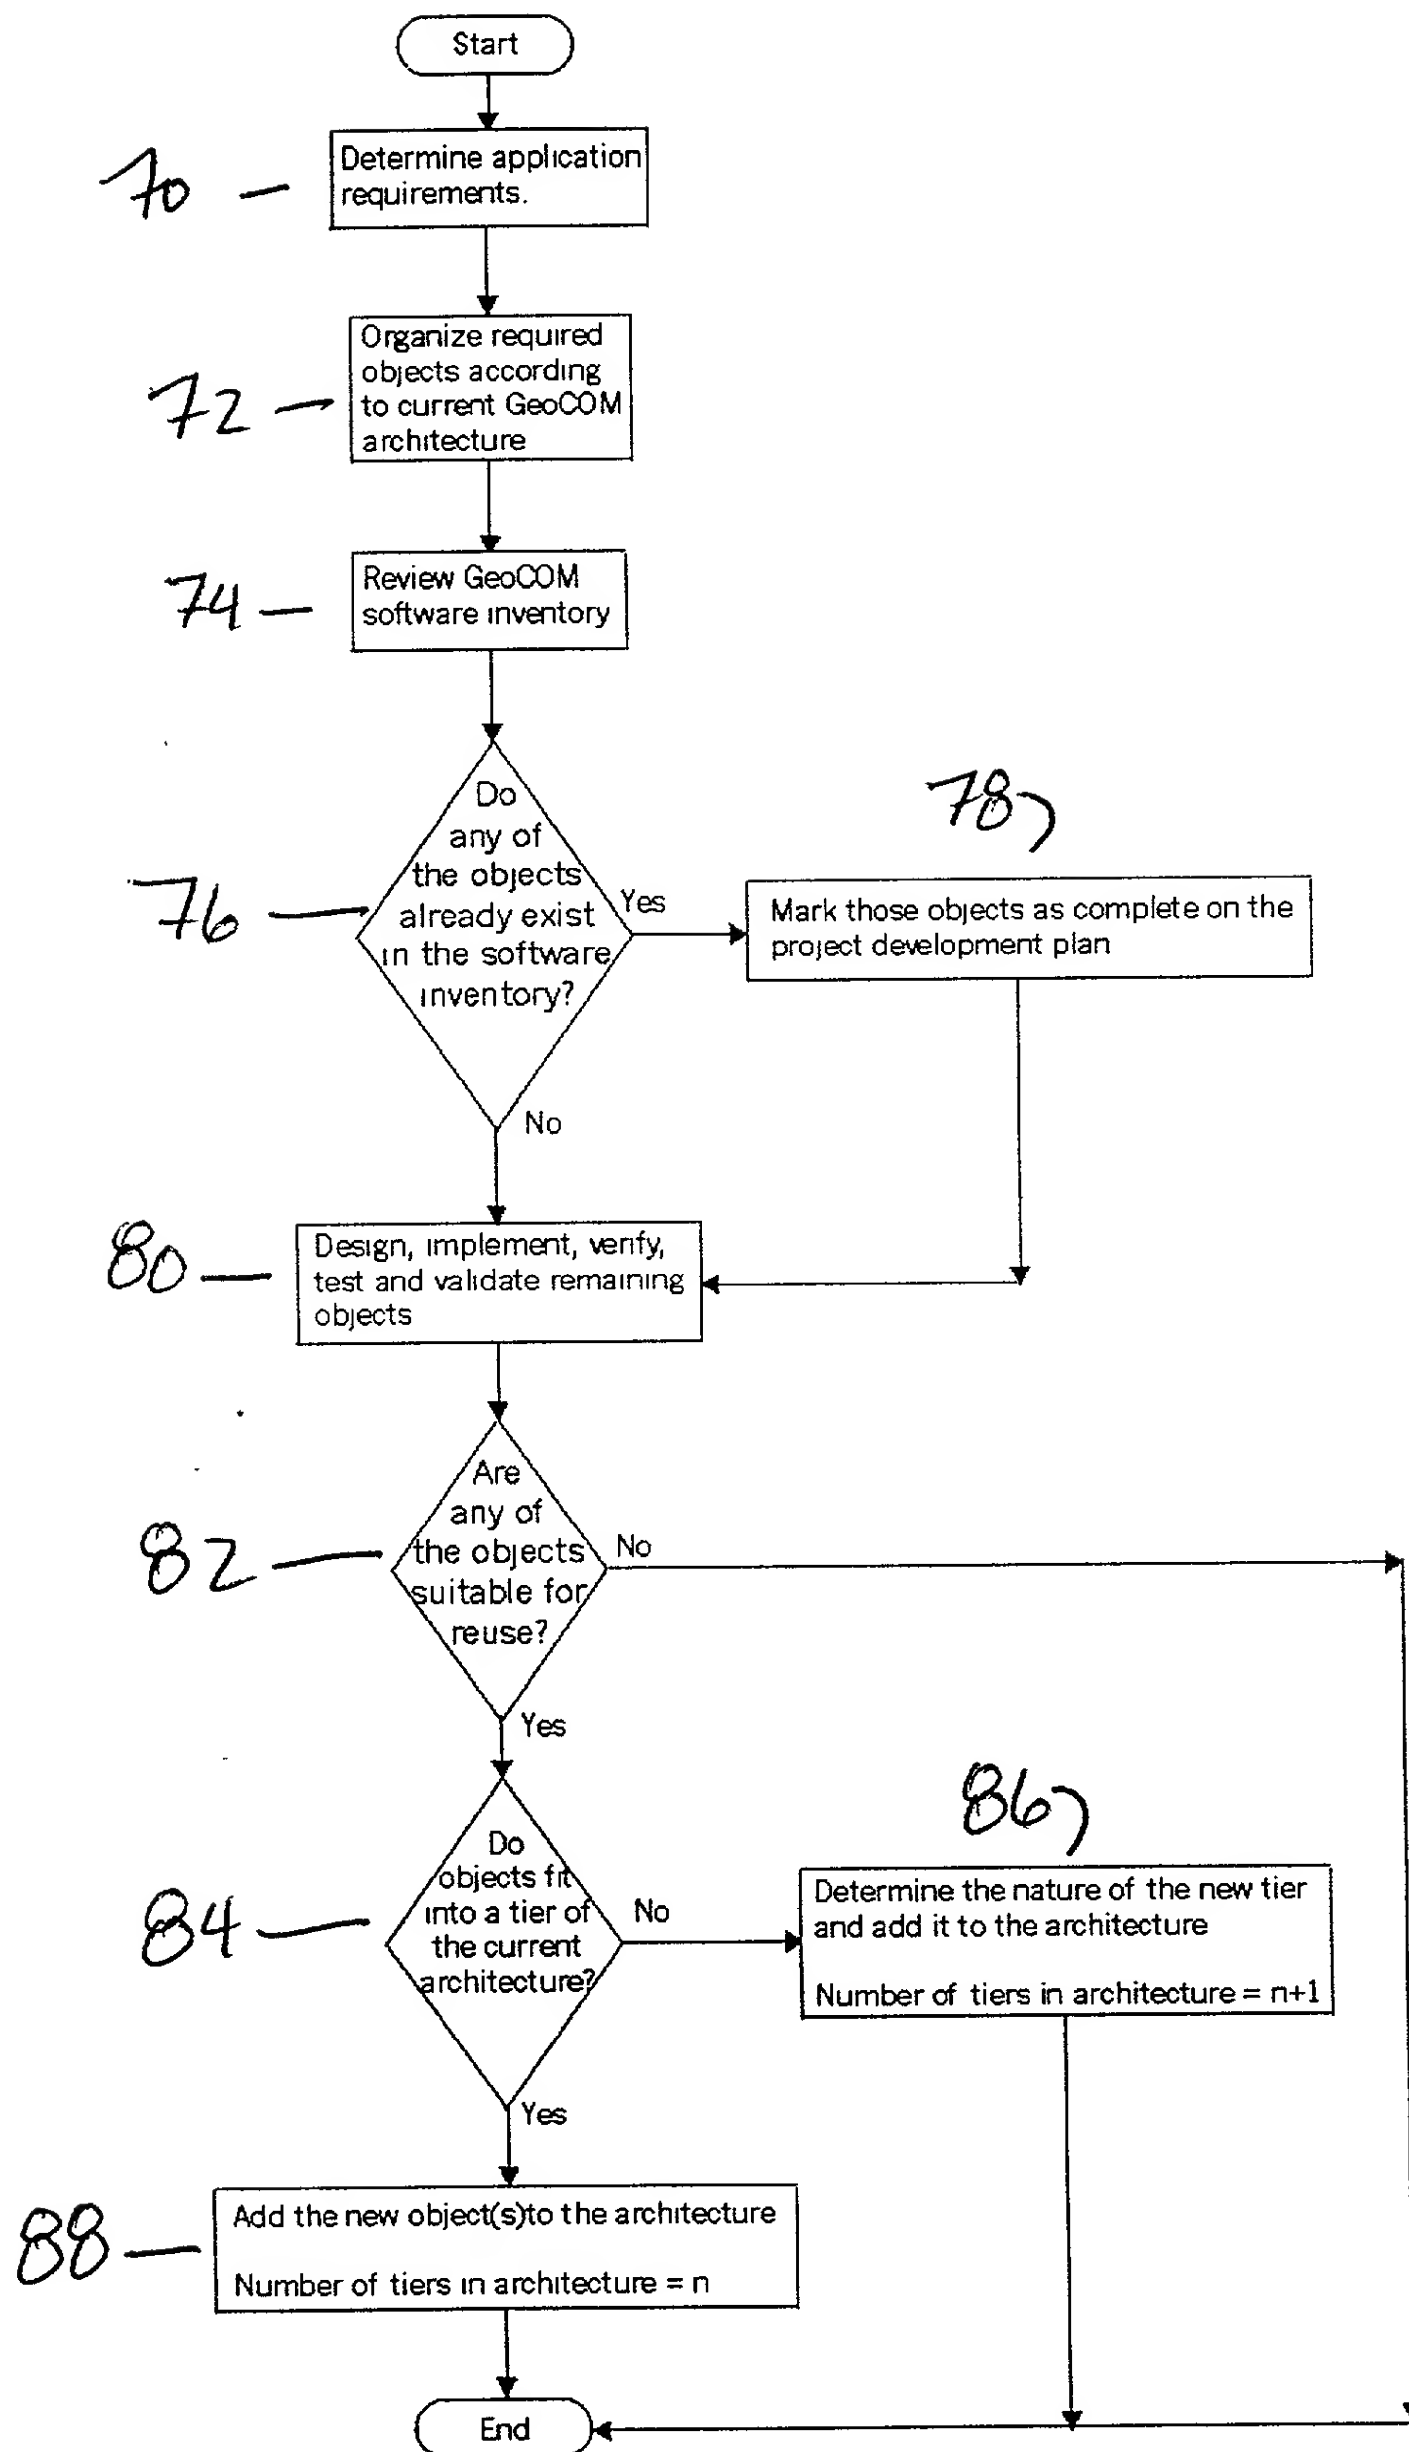 Start
70
Determine application
requirements.
72
Organize required
objects according
to current GeoCOM
architecture
74
Review GeoCOM
software inventory
76
Do
any of
the objects
already exist
in the software
inventory?
Yes
78
Mark those objects as complete on the
project development plan
No
80
Design, implement, verify,
test and validate remaining
objects
82
Are
any of
the objects
suitable for
reuse?
No
Yes
84
Do
objects fit
into a tier of
the current
architecture?
No
86
Determine the nature of the new tier
and add it to the architecture
Number of tiers in architecture = n+1
Yes
88
Add the new object(s)to the architecture
Number of tiers in architecture = n
End